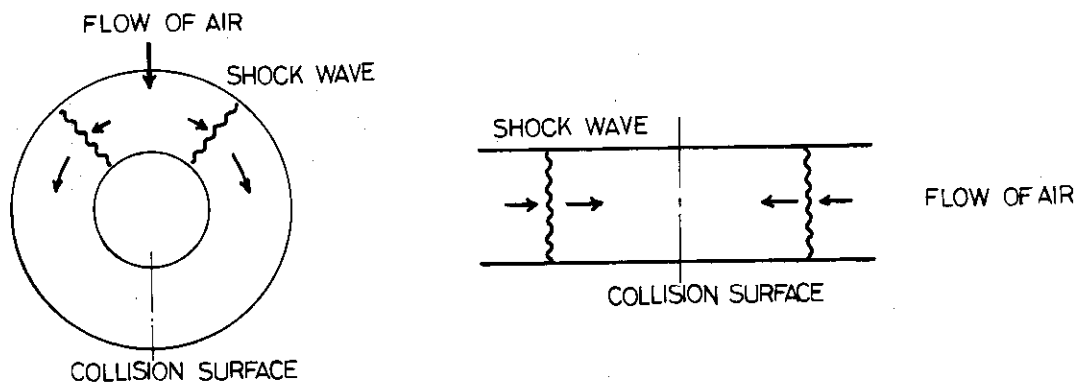 FLOW OF AIR
SHOCK WAVE
COLLISION SURFACE
SHOCK WAVE
FLOW OF AIR
COLLISION SURFACE